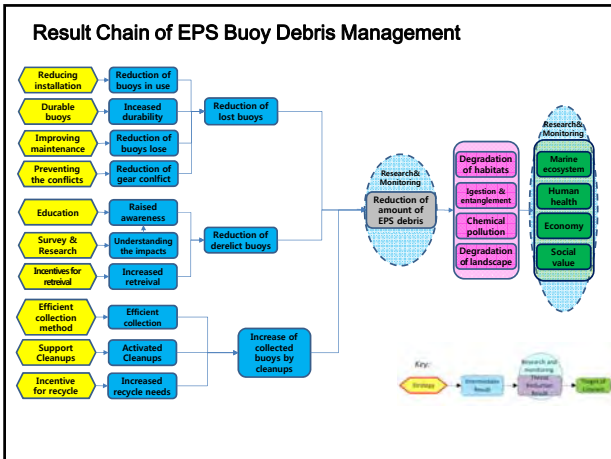 Result Chain of EPS Buoy Debris Management
Reducing
installation
Reduction of
buoys in use
Durable
buoys
Inceased
durability
Improving
maintenance
Reduction of
buoys lose
Preventing
the conflicts
Reduction of
gear confict
Reduction of
lost buoys
Education
Raised
awareness
Survey &
Research
Understanding
the impacts
Incentives for
retreival
Increased
retreival
Reduction of
derelict buoys
Efficient
collection
method
Efficient
collection
Support
Cleanups
Activated
Cleanups
Incentive
for recycle
Increased
recycle needs
Increase of
collected
buoys by
cleanups
Research&
Monitoring
Reduction of
amount of
EPS debris
Degradation
of habitats
Igestion &
entanglement
Chemical
pollution
Degradation
of landscape
Research&
Monitoring
Marine
ecosystem
Human
health
Economy
Social
value
Key:
Strategy
Intermediate
Result
Research and
monitoring
Threat
Reduction
Result
Target of